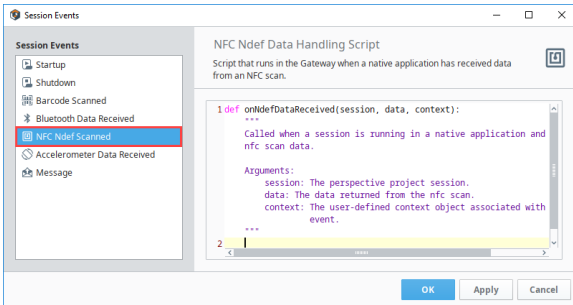 Session Events
Session Events
Startup
Shutdown
Barcode Scanned
Bluetooth Data Received
NFC Ndef Scanned
Accelerometer Data Received
Message
NFC Ndef Data Handling Script
Script that runs in the Gateway when a native application has received data
from an NFC scan.
1 def onNdefDataReceived(session, data, context):
"""
Called when a session is running in a native application and
nfc scan data.
Arguments:
session: The perspective project session.
data: The data returned from the nfc scan.
context: The user-defined context object associated with
event.
"""
2
OK
Apply
Cancel